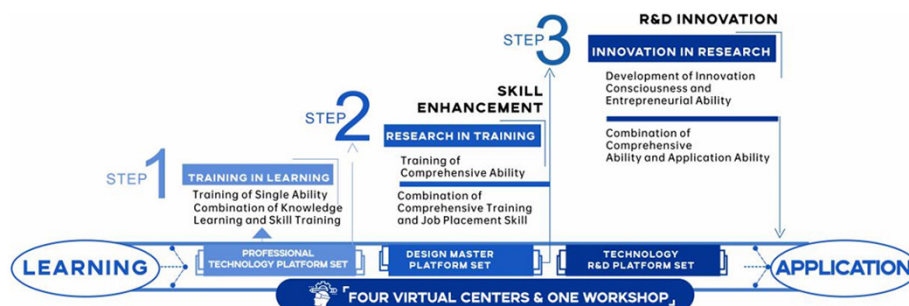 STEP 1
TRAINING IN LEARNING
Training of Single Ability
Combination of Knowledge
Learning and Skill Training
STEP 2
SKILL
ENHANCEMENT
RESEARCH IN TRAINING
Training of
Comprehensive Ability
Combination of
Comprehensive Training
and Job Placement Skill
STEP 3
R&D INNOVATION
INNOVATION IN RESEARCH
Development of Innovation
Consciousness and
Entrepreneurial Ability
Combination of
Comprehensive
Ability and Application Ability
LEARNING
PROFESSIONAL
TECHNOLOGY PLATFORM SET
DESIGN MASTER
PLATFORM SET
TECHNOLOGY
R&D PLATFORM SET
APPLICATION
「FOUR VIRTUAL CENTERS & ONE WORKSHOP」